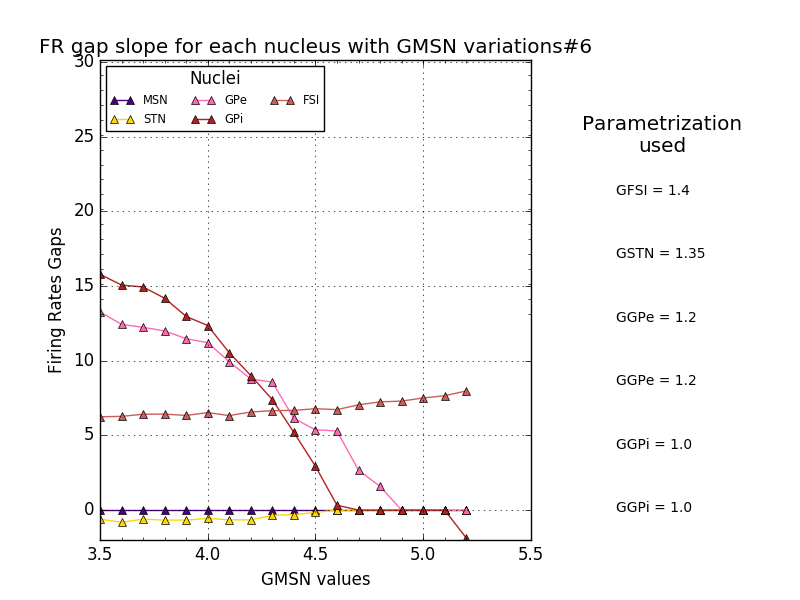 FR gap slope for each nucleus with GMSN variations#6
Nuclei
MSN GPe FSI
STN GPi
30
25
20
15
10
5
0
Firing Rates Gaps
3.5 4.0 4.5 5.0 5.5
GMSN values
Parametrization
used
GFSI = 1.4
GSTN = 1.35
GGPe = 1.2
GGPe = 1.2
GGPi = 1.0
GGPi = 1.0